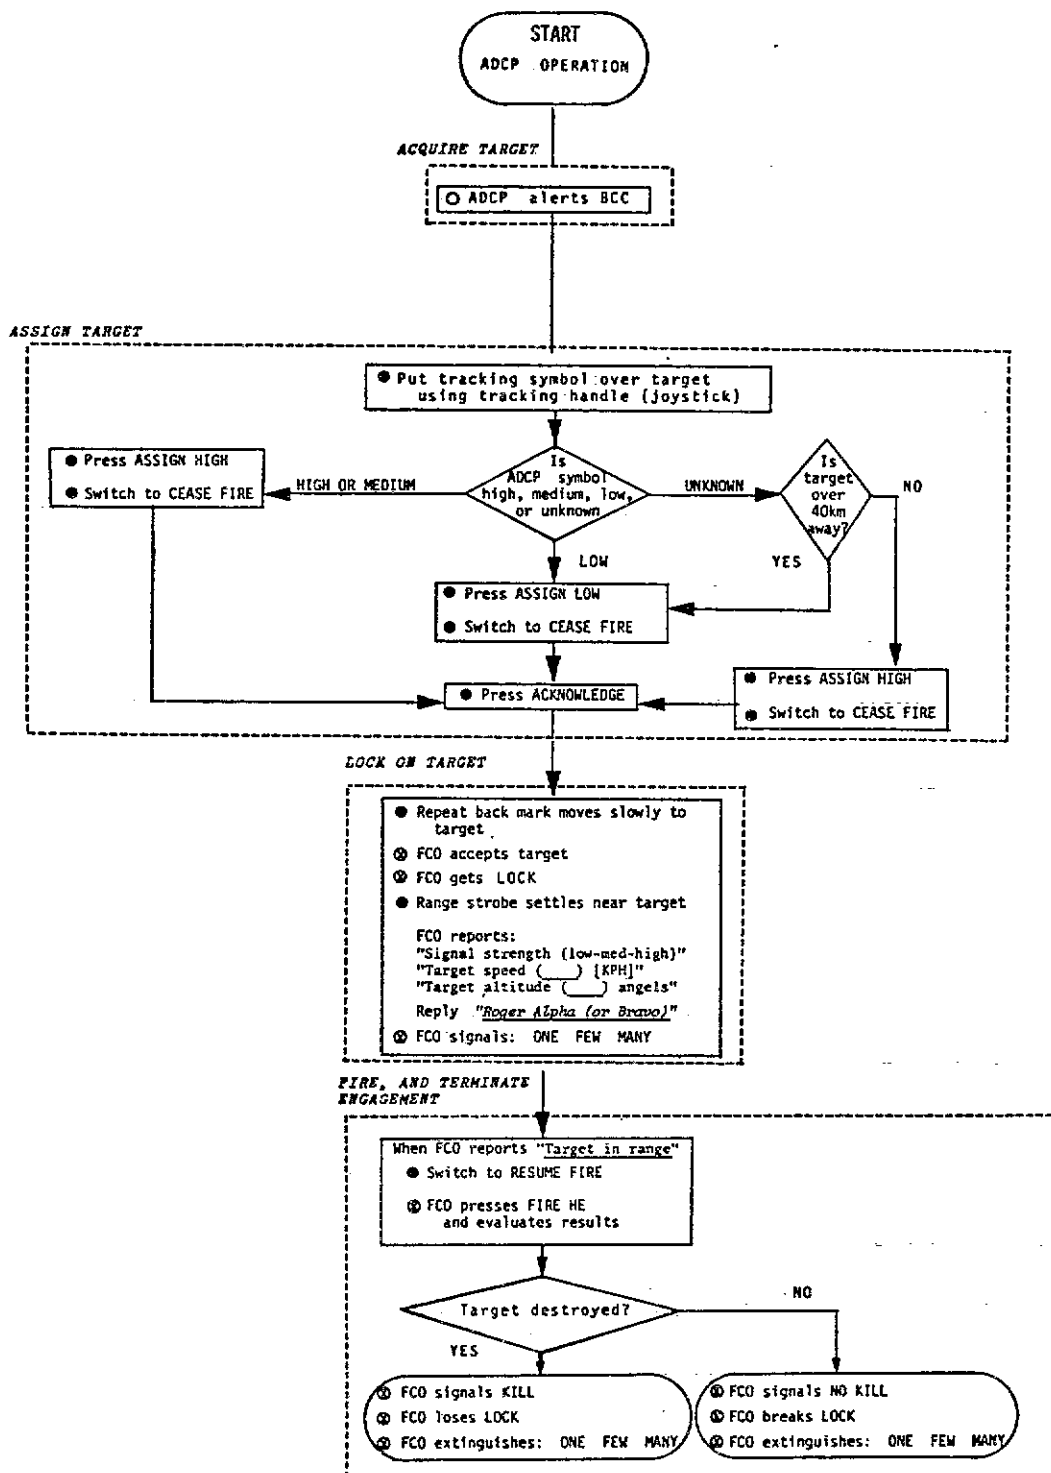 START
ADCP OPERATION
ACQUIRE TARGET
ADCP alerts BCC
ASSIGN TARGET
Put tracking symbol over target
using tracking handle (joystick)
Press ASSIGN HIGH
Switch to CEASE FIRE
HIGH OR MEDIUM
Is
ADCP symbol
high, medium, low,
or unknown
UNKNOWN
Is
target
over
40km
away?
NO
LOW
YES
Press ASSIGN LOW
Switch to CEASE FIRE
Press ACKNOWLEDGE
Press ASSIGN HIGH
Switch to CEASE FIRE
LOCK ON TARGET
Repeat back mark moves slowly to
target
FCO accepts target
FCO gets LOCK
Range strobe settles near target
FCO reports:
"Signal strength (low-med-high)"
"Target speed (____) [KPH]"
"Target altitude (____) angels"
Reply "Roger Alpha (or Bravo)"
FCO signals: ONE FEW MANY
FIRE, AND TERMINATE
ENGAGEMENT
When FCO reports "Target in range"
Switch to RESUME FIRE
FCO presses FIRE HE
and evaluates results
Target destroyed?
NO
YES
FCO signals KILL
FCO loses LOCK
FCO extinguishes: ONE FEW MANY
FCO signals NO KILL
FCO breaks LOCK
FCO extinguishes: ONE FEW MANY